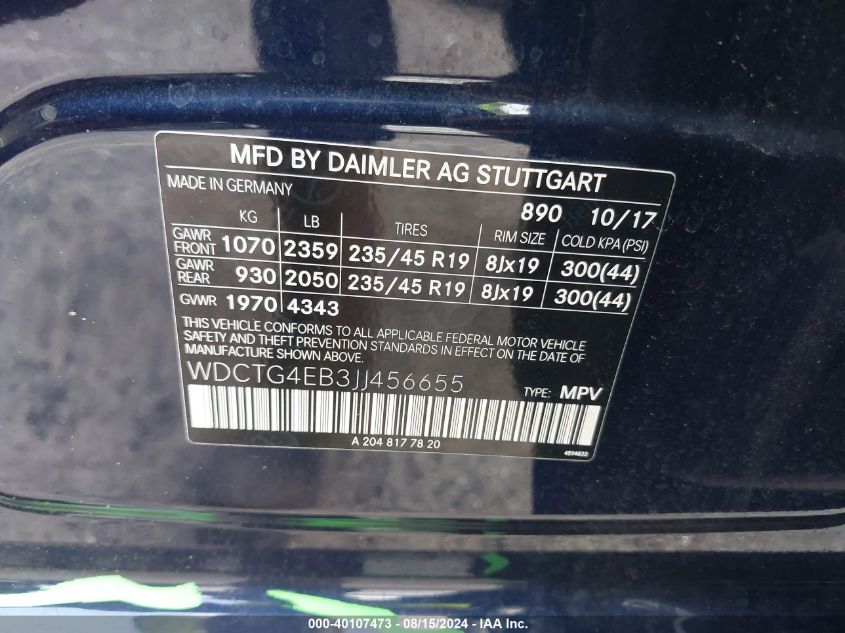 MFD BY DAIMLER AG STUTTGART
MADE IN GERMANY
890 10/17
KG LB TIRES RIM SIZE COLD KPA (PSI)
GAWR FRONT 1070 2359 235/45 R19 8Jx19 300(44)
GAWR REAR 930 2050 235/45 R19 8Jx19 300(44)
GVWR 1970 4343
THIS VEHICLE CONFORMS TO ALL APPLICABLE FEDERAL MOTOR VEHICLE
SAFETY AND THEFT PREVENTION STANDARDS IN EFFECT ON THE DATE OF
MANUFACTURE SHOWN ABOVE.
WDCTG4EB3JJ456655 TYPE: MPV
A 204 817 78 20
000-40107473 - 08/15/2024 - IAA Inc.